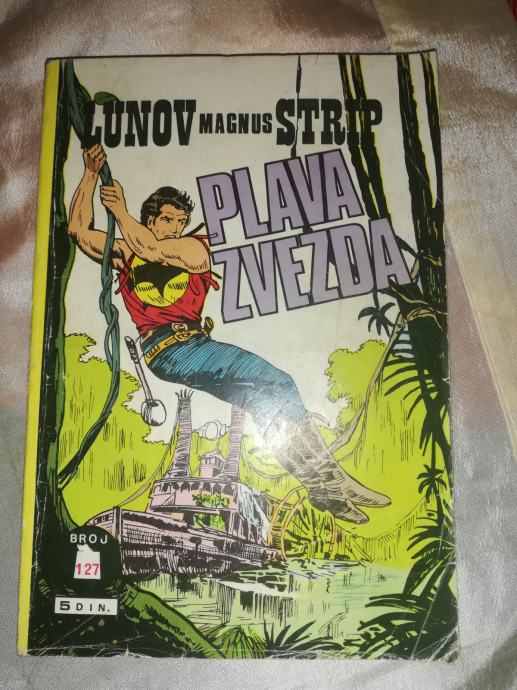 LUNOV MAGNUS STRIP
PLAVA
ZVEZDA
BROJ
127
5 DIN.